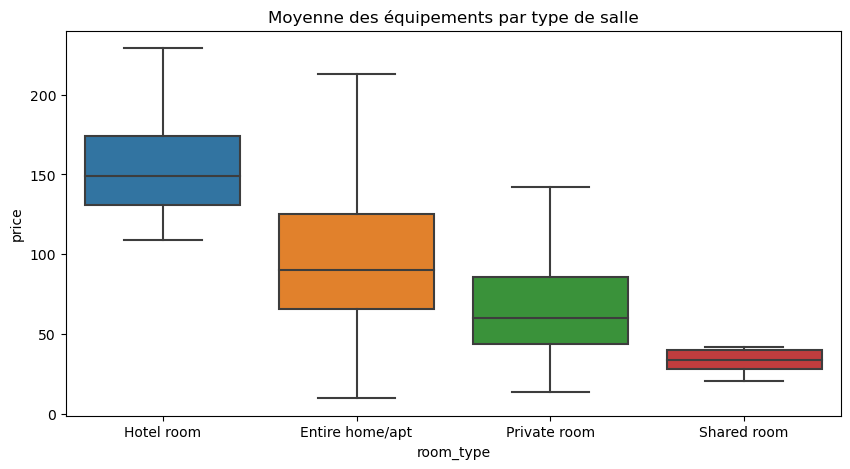 Moyenne des équipements par type de salle
price
200
150
100
50
0
Hotel room
Entire home/apt
Private room
Shared room
room_type